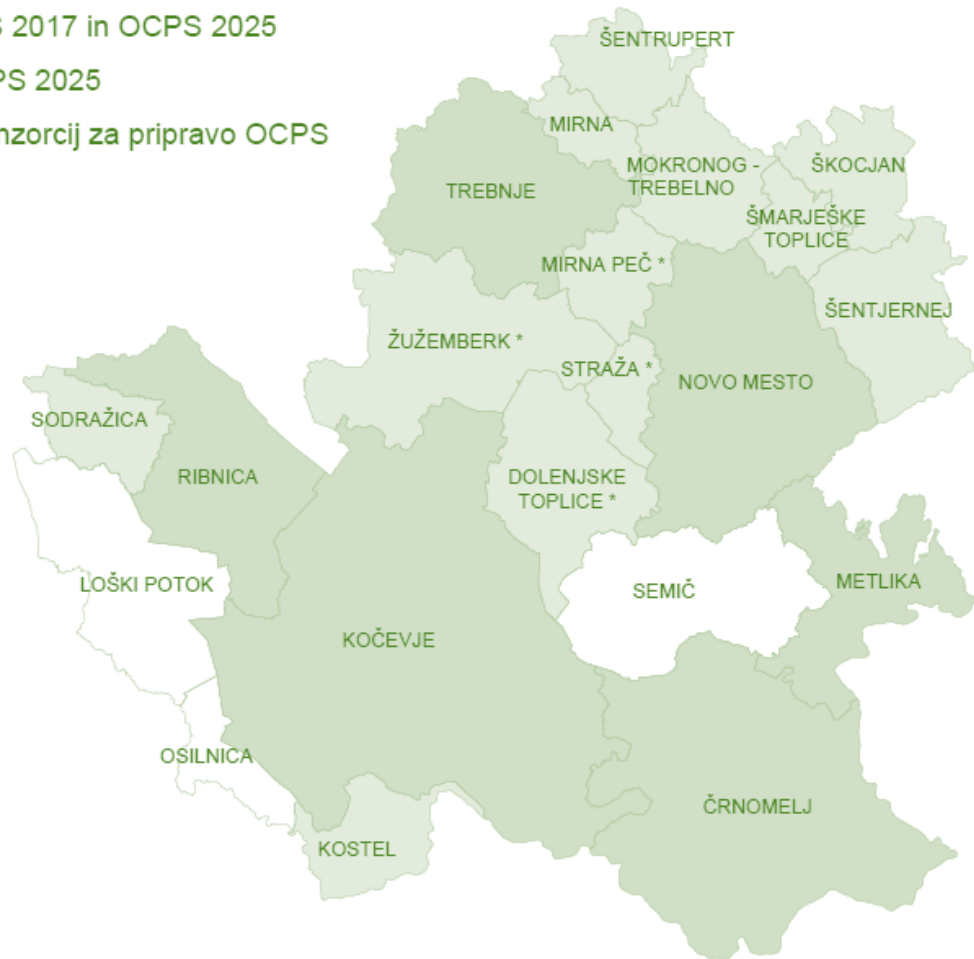 S 2017 in OCPS 2025
PS 2025
nzorcij za pripravo OCPS
ŠENTRUPERT
MIRNA
MOKRONOG -
TREBELNO
ŠKOCJAN
TREBNJE
ŠMARJEŠKE
TOPLICE
MIRNA PEČ *
ŠENTJERNEJ
ŽUŽEMBERK *
STRAŽA *
NOVO MESTO
SODRAŽICA
RIBNICA
DOLENJSKE
TOPLICE *
LOŠKI POTOK
SEMIČ
METLIKA
KOČEVJE
OSILNICA
ČRNOMELJ
KOSTEL